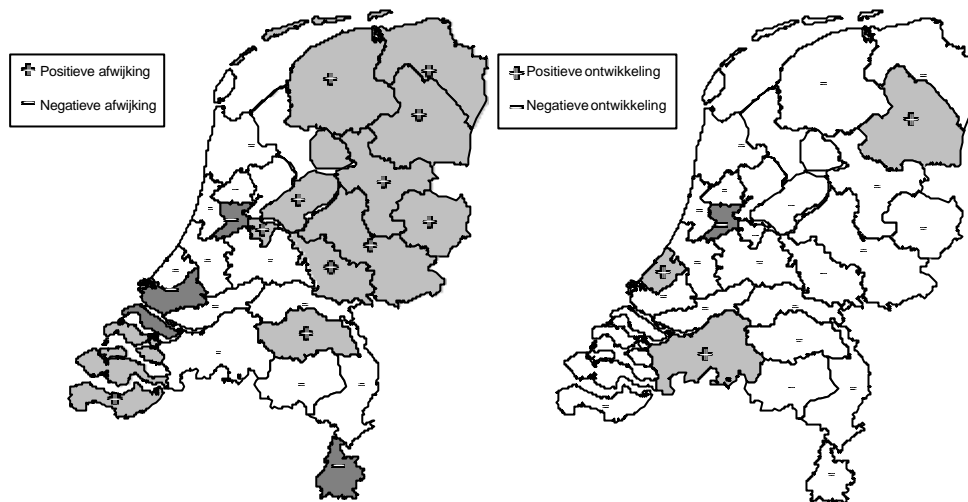 Positieve afwijking
Negatieve afwijking
Positieve ontwikkeling
Negatieve ontwikkeling